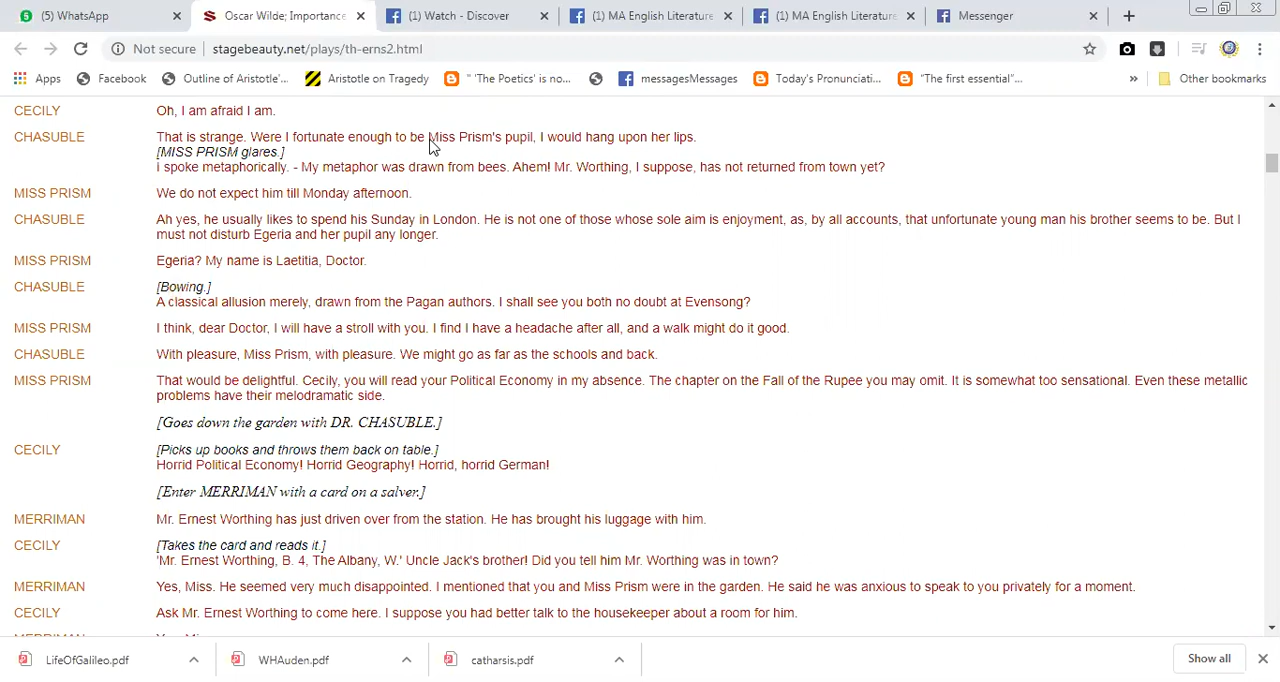 (5) WhatsApp
Oscar Wilde; Importance
(1) Watch - Discover
(1) MA English Literature
(1) MA English Literature
Messenger
Not secure | stagebeauty.net/plays/th-erns2.html
Apps Facebook Outline of Aristotle'... Aristotle on Tragedy " 'The Poetics' is no... messagesMessages Today's Pronunciati... "The first essential"... » Other bookmarks
CECILY Oh, I am afraid I am.
CHASUBLE That is strange. Were I fortunate enough to be Miss Prism's pupil, I would hang upon her lips.
[MISS PRISM glares.]
I spoke metaphorically. - My metaphor was drawn from bees. Ahem! Mr. Worthing, I suppose, has not returned from town yet?
MISS PRISM We do not expect him till Monday afternoon.
CHASUBLE Ah yes, he usually likes to spend his Sunday in London. He is not one of those whose sole aim is enjoyment, as, by all accounts, that unfortunate young man his brother seems to be. But I
must not disturb Egeria and her pupil any longer.
MISS PRISM Egeria? My name is Laetitia, Doctor.
CHASUBLE [Bowing.]
A classical allusion merely, drawn from the Pagan authors. I shall see you both no doubt at Evensong?
MISS PRISM I think, dear Doctor, I will have a stroll with you. I find I have a headache after all, and a walk might do it good.
CHASUBLE With pleasure, Miss Prism, with pleasure. We might go as far as the schools and back.
MISS PRISM That would be delightful. Cecily, you will read your Political Economy in my absence. The chapter on the Fall of the Rupee you may omit. It is somewhat too sensational. Even these metallic
problems have their melodramatic side.
[Goes down the garden with DR. CHASUBLE.]
CECILY [Picks up books and throws them back on table.]
Horrid Political Economy! Horrid Geography! Horrid, horrid German!
[Enter MERRIMAN with a card on a salver.]
MERRIMAN Mr. Ernest Worthing has just driven over from the station. He has brought his luggage with him.
CECILY [Takes the card and reads it.]
'Mr. Ernest Worthing, B. 4, The Albany, W.' Uncle Jack's brother! Did you tell him Mr. Worthing was in town?
MERRIMAN Yes, Miss. He seemed very much disappointed. I mentioned that you and Miss Prism were in the garden. He said he was anxious to speak to you privately for a moment.
CECILY Ask Mr. Ernest Worthing to come here. I suppose you had better talk to the housekeeper about a room for him.
LifeOfGalileo.pdf
WHAuden.pdf
catharsis.pdf
Show all